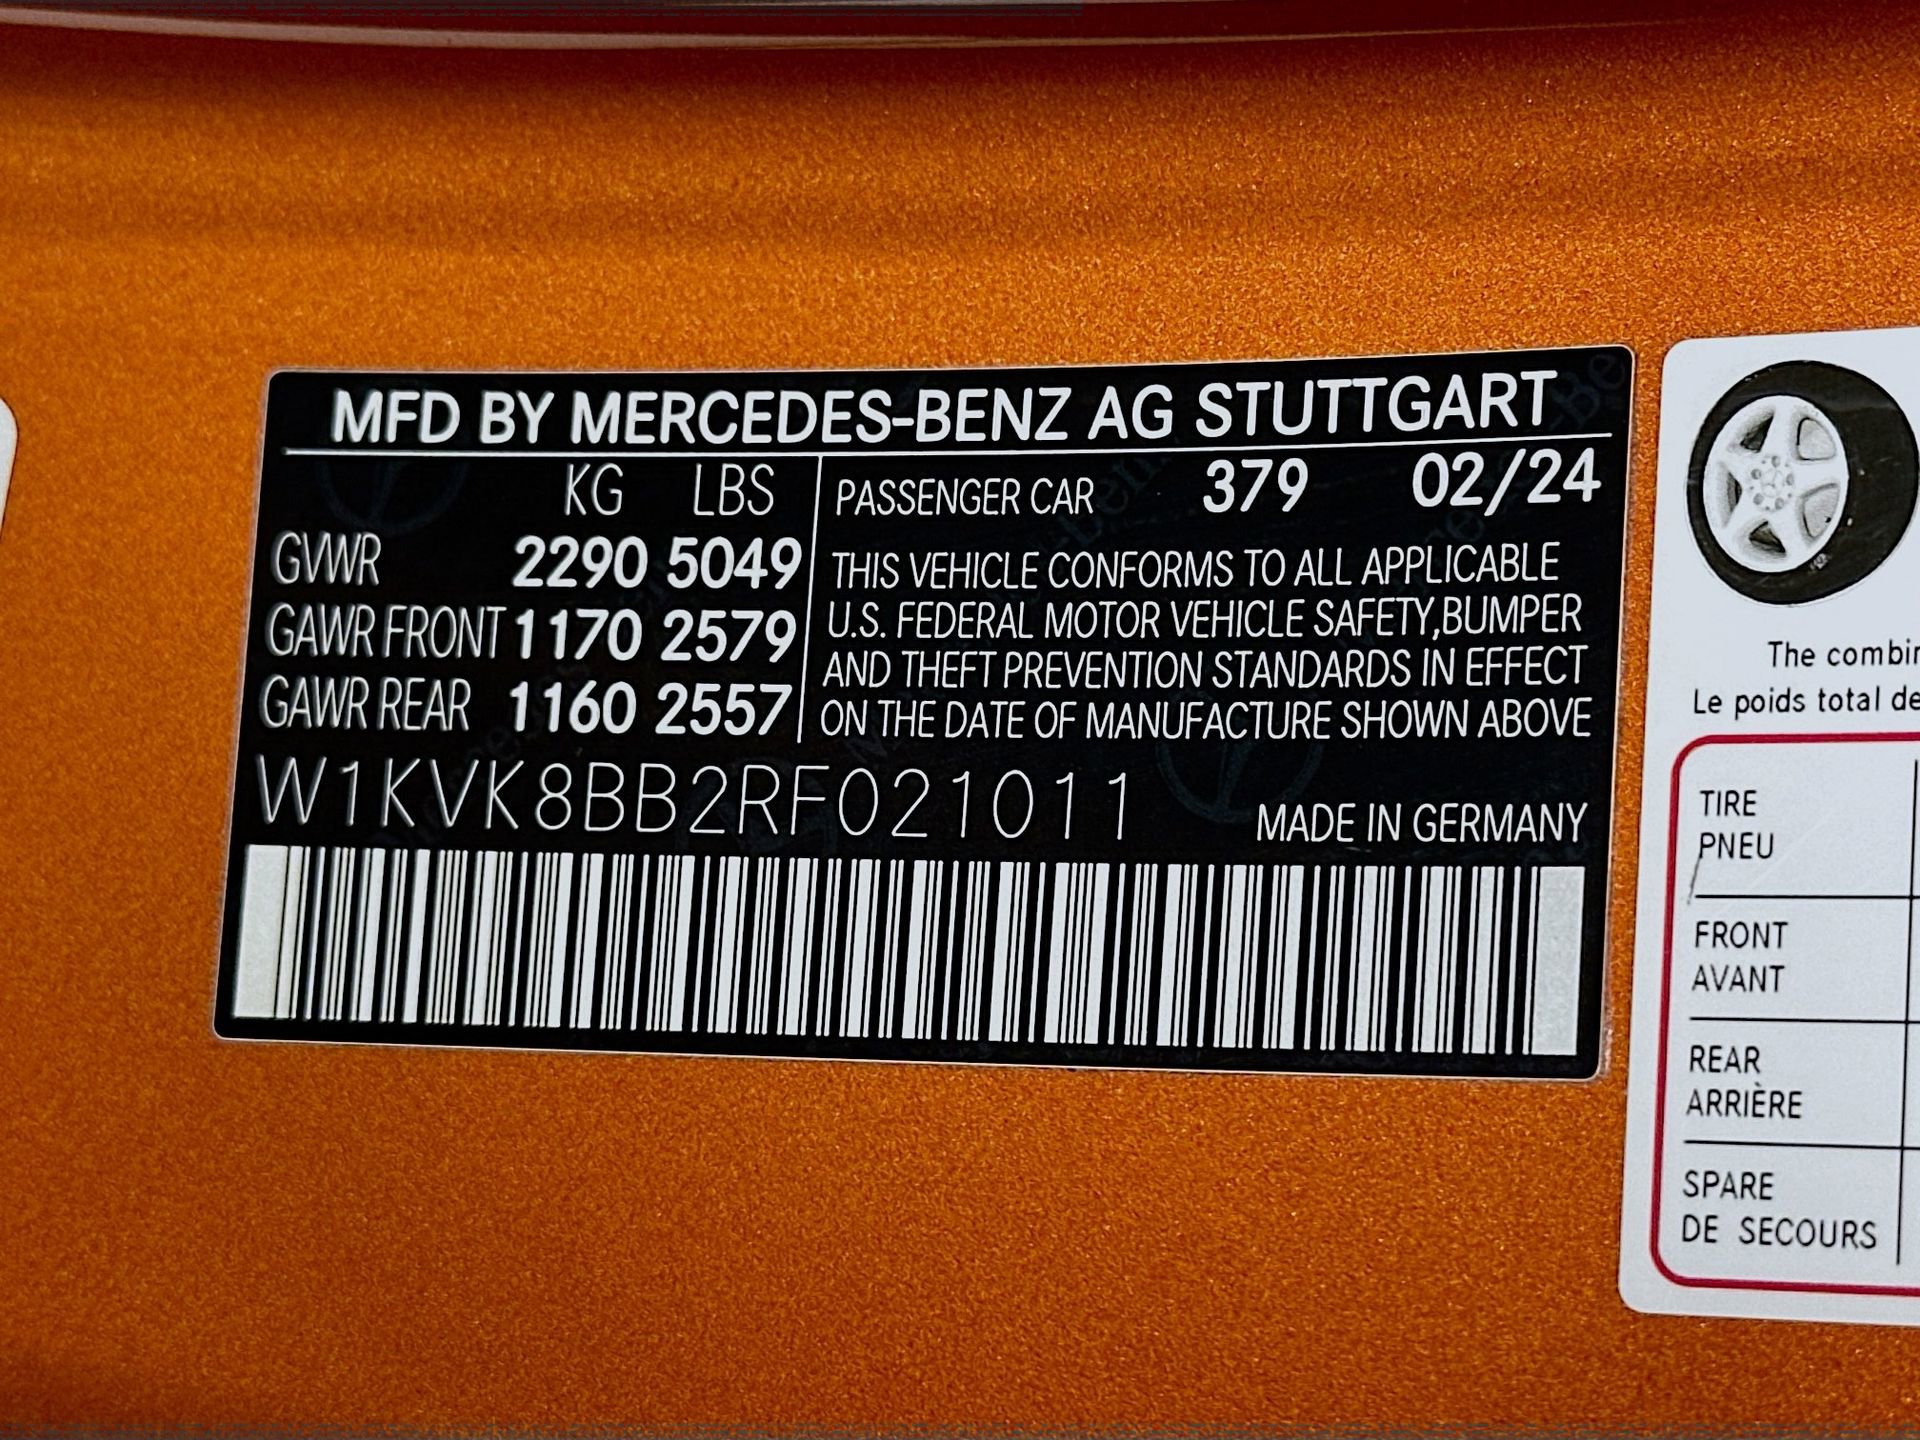 MFD BY MERCEDES-BENZ AG STUTTGART
KG LBS
GVWR 2290 5049
GAWR FRONT 1170 2579
GAWR REAR 1160 2557
PASSENGER CAR 379 02/24
THIS VEHICLE CONFORMS TO ALL APPLICABLE
U.S. FEDERAL MOTOR VEHICLE SAFETY,BUMPER
AND THEFT PREVENTION STANDARDS IN EFFECT
ON THE DATE OF MANUFACTURE SHOWN ABOVE
W1KVK8BB2RF021011
MADE IN GERMANY
The
Le poids total de
TIRE
PNEU
FRONT
AVANT
REAR
ARRIÈRE
SPARE
DE SECOURS